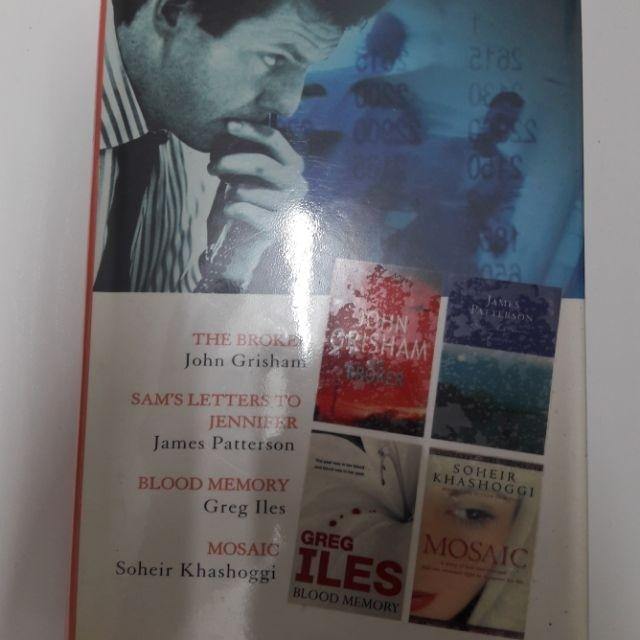 THE BROKE
John Grisham
SAM'S LETTERS TO
JENNIFER
James Patterson
BLOOD MEMORY
Greg Iles
MOSAIC
Soheir Khashoggi
JOHN
GRISHAM
BROKER
JAMES
PATTERSON
GREG
ILES
BLOOD MEMORY
SOHEIR
KHASHOGGI
MOSAIC